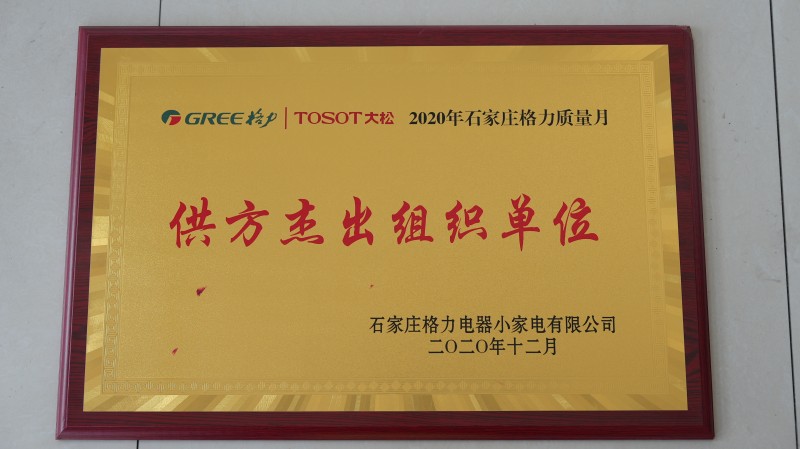 GREE格力 | TOSOT大松 2020年石家庄格力质量月
供方杰出组织单位
石家庄格力电器小家电有限公司
二〇二〇年十二月